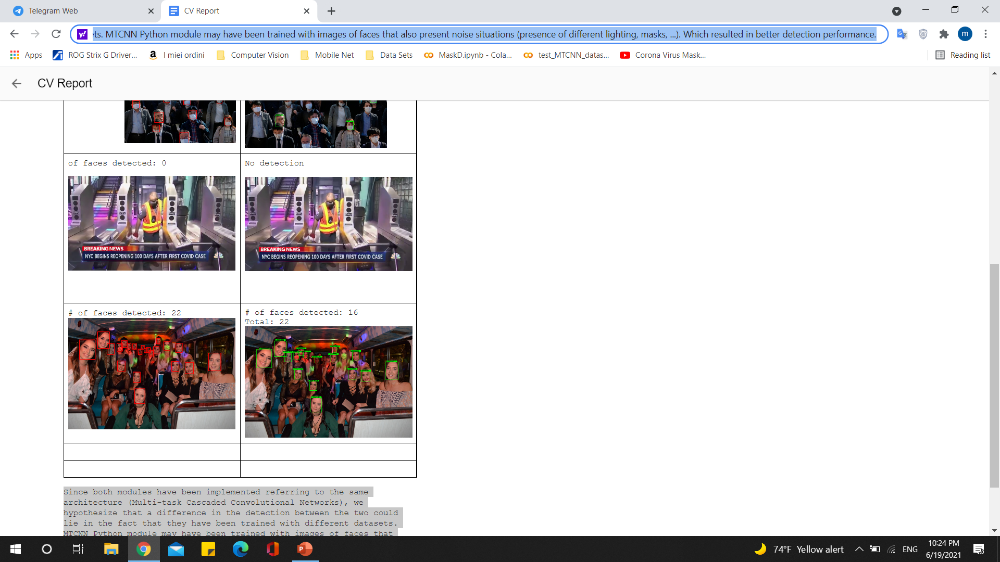 Telegram Web
CV Report
ets. MTCNN Python module may have been trained with images of faces that also present noise situations (presence of different lighting, masks, ...). Which resulted in better detection performance.
m
Apps
ROG Strix G Driver...
I miei ordini
Computer Vision
Mobile Net
Data Sets
MaskD.ipynb - Cola...
test_MTCNN_datas...
Corona Virus Mask...
Reading list
CV Report
of faces detected: 0
No detection
BREAKING NEWS
NYC BEGINS REOPENING 100 DAYS AFTER FIRST COVID CASE
BREAKING NEWS
NYC BEGINS REOPENING 100 DAYS AFTER FIRST COVID CASE
# of faces detected: 22
# of faces detected: 16
Total: 22
Since both modules have been implemented referring to the same
architecture (Multi-task Cascaded Convolutional Networks), we
hypothesize that a difference in the detection between the two could
lie in the fact that they have been trained with different datasets.
MTCNN Python module may have been trained with images of faces that
74°F Yellow alert
ENG
10:24 PM
6/19/2021